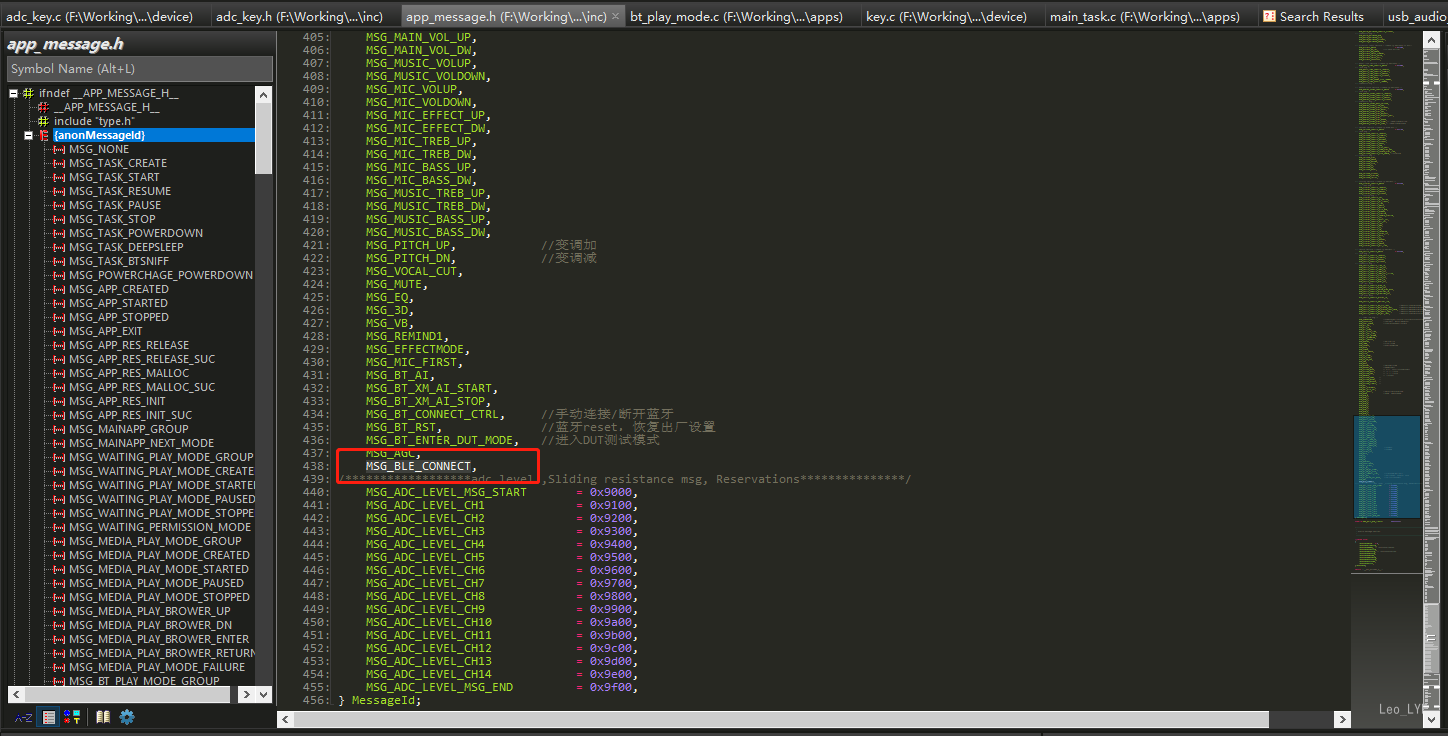 adc_key.c (F:\Working\...\device)
adc_key.h (F:\Working\...\inc)
app_message.h (F:\Working\...\inc) ×
bt_play_mode.c (F:\Working\...\apps)
key.c (F:\Working\...\device)
main_task.c (F:\Working\...\apps)
Search Results
usb_audio_
app_message.h
Symbol Name (Alt+L)
ifndef __APP_MESSAGE_H__
__APP_MESSAGE_H__
include "type.h"
{anonMessageId}
MSG_NONE
MSG_TASK_CREATE
MSG_TASK_START
MSG_TASK_RESUME
MSG_TASK_PAUSE
MSG_TASK_STOP
MSG_TASK_POWERDOWN
MSG_TASK_DEEPSLEEP
MSG_TASK_BTSNIFF
MSG_POWERCHAGE_POWERDOWN
MSG_APP_CREATED
MSG_APP_STARTED
MSG_APP_STOPPED
MSG_APP_EXIT
MSG_APP_RES_RELEASE
MSG_APP_RES_RELEASE_SUC
MSG_APP_RES_MALLOC
MSG_APP_RES_MALLOC_SUC
MSG_APP_RES_INIT
MSG_APP_RES_INIT_SUC
MSG_MAINAPP_GROUP
MSG_MAINAPP_NEXT_MODE
MSG_WAITING_PLAY_MODE_GROUP
MSG_WAITING_PLAY_MODE_CREATE
MSG_WAITING_PLAY_MODE_STARTE
MSG_WAITING_PLAY_MODE_PAUSED
MSG_WAITING_PLAY_MODE_STOPPE
MSG_WAITING_PERMISSION_MODE
MSG_MEDIA_PLAY_MODE_GROUP
MSG_MEDIA_PLAY_MODE_CREATED
MSG_MEDIA_PLAY_MODE_STARTED
MSG_MEDIA_PLAY_MODE_PAUSED
MSG_MEDIA_PLAY_MODE_STOPPED
MSG_MEDIA_PLAY_BROWER_UP
MSG_MEDIA_PLAY_BROWER_DN
MSG_MEDIA_PLAY_BROWER_ENTER
MSG_MEDIA_PLAY_BROWER_RETURN
MSG_MEDIA_PLAY_MODE_FAILURE
MSG_BT_PLAY_MODE_GROUP
A-Z
405: MSG_MAIN_VOL_UP,
406: MSG_MAIN_VOL_DW,
407: MSG_MUSIC_VOLUP,
408: MSG_MUSIC_VOLDOWN,
409: MSG_MIC_VOLUP,
410: MSG_MIC_VOLDOWN,
411: MSG_MIC_EFFECT_UP,
412: MSG_MIC_EFFECT_DW,
413: MSG_MIC_TREB_UP,
414: MSG_MIC_TREB_DW,
415: MSG_MIC_BASS_UP,
416: MSG_MIC_BASS_DW,
417: MSG_MUSIC_TREB_UP,
418: MSG_MUSIC_TREB_DW,
419: MSG_MUSIC_BASS_UP,
420: MSG_MUSIC_BASS_DW,
421: MSG_PITCH_UP, //变调加
422: MSG_PITCH_DN, //变调减
423: MSG_VOCAL_CUT,
424: MSG_MUTE,
425: MSG_EQ,
426: MSG_3D,
427: MSG_VB,
428: MSG_REMIND1,
429: MSG_EFFECTMODE,
430: MSG_MIC_FIRST,
431: MSG_BT_AI,
432: MSG_BT_XM_AI_START,
433: MSG_BT_XM_AI_STOP,
434: MSG_BT_CONNECT_CTRL, //手动连接/断开蓝牙
435: MSG_BT_RST, //蓝牙reset，恢复出厂设置
436: MSG_BT_ENTER_DUT_MODE, //进入DUT测试模式
437: MSG_AGC,
438: MSG_BLE_CONNECT,
439: /******************adc level ,Sliding resistance msg, Reservations***************/
440: MSG_ADC_LEVEL_MSG_START = 0x9000,
441: MSG_ADC_LEVEL_CH1 = 0x9100,
442: MSG_ADC_LEVEL_CH2 = 0x9200,
443: MSG_ADC_LEVEL_CH3 = 0x9300,
444: MSG_ADC_LEVEL_CH4 = 0x9400,
445: MSG_ADC_LEVEL_CH5 = 0x9500,
446: MSG_ADC_LEVEL_CH6 = 0x9600,
447: MSG_ADC_LEVEL_CH7 = 0x9700,
448: MSG_ADC_LEVEL_CH8 = 0x9800,
449: MSG_ADC_LEVEL_CH9 = 0x9900,
450: MSG_ADC_LEVEL_CH10 = 0x9a00,
451: MSG_ADC_LEVEL_CH11 = 0x9b00,
452: MSG_ADC_LEVEL_CH12 = 0x9c00,
453: MSG_ADC_LEVEL_CH13 = 0x9d00,
454: MSG_ADC_LEVEL_CH14 = 0x9e00,
455: MSG_ADC_LEVEL_MSG_END = 0x9f00,
456: } MessageId;
Leo_LY